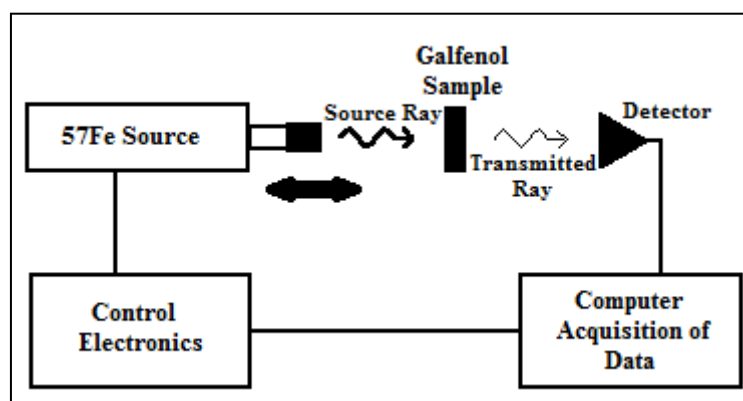 Galfenol
Sample
57Fe Source
Source Ray
Detector
Transmitted
Ray
Control
Electronics
Computer
Acquisition of
Data